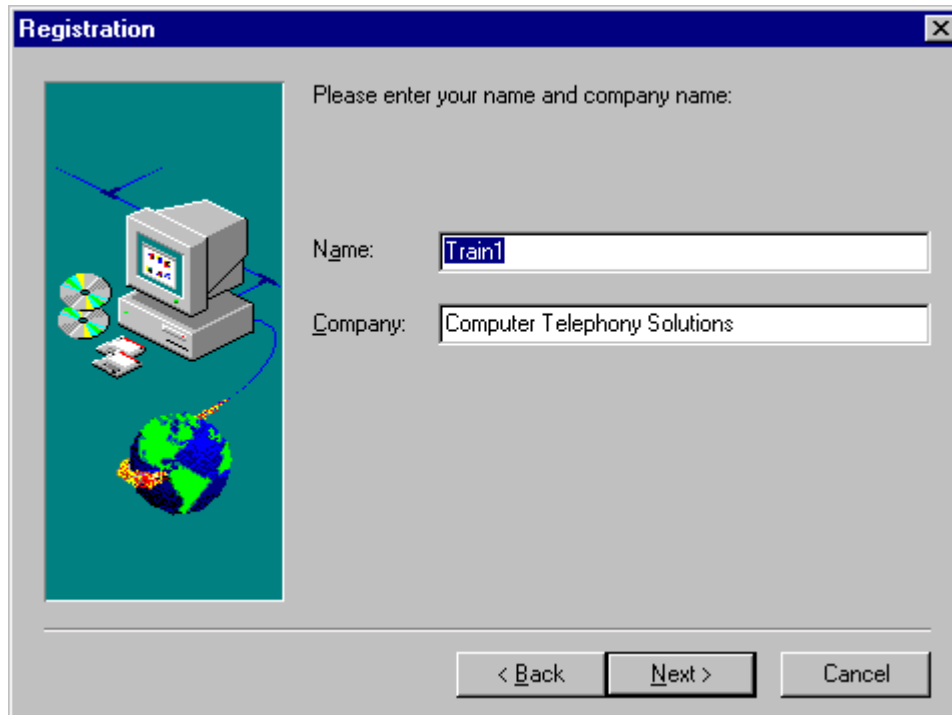 Registration
Please enter your name and company name:
Name: Train1
Company: Computer Telephony Solutions
< Back Next > Cancel